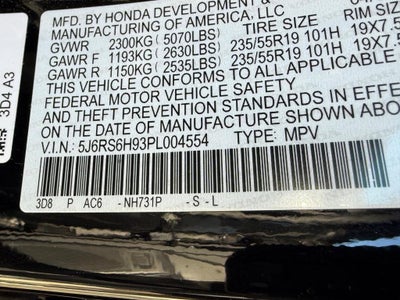 MFD. BY HONDA DEVELOPMENT &
MANUFACTURING OF AMERICA, LLC
TIRE SIZE RIM SIZE
GVWR 2300KG (5070LBS)
GAWR F 1193KG (2630LBS) 235/55R19 101H 19X7.5
GAWR R 1150KG (2535LBS) 235/55R19 101H 19X7.5
THIS VEHICLE CONFORMS TO ALL APPLICABLE
FEDERAL MOTOR VEHICLE SAFETY
AND THEFT PREVENTION STANDARDS IN EFFE
ON THE DATE OF MANUFACTURE SHOWN ABO
V.I.N.: 5J6RS6H93PL004554 TYPE: MPV
3D8 P AC6 -NH731P -S-L
3D4 A3